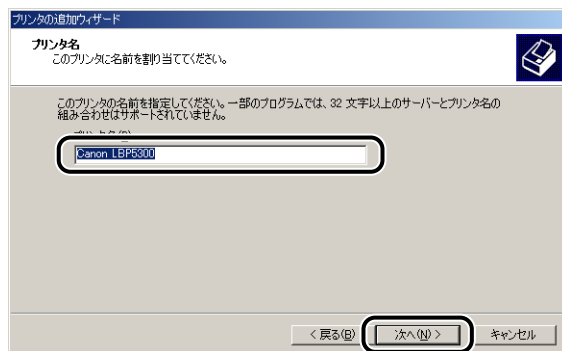 プリンタの追加ウィザード
プリンタ名
このプリンタに名前を割り当ててください。
このプリンタの名前を指定してください。一部のプログラムでは、32 文字以上のサーバーとプリンタ名の
組み合わせはサポートされていません。
Canon LBP5300
< 戻る(B)
次へ(N) >
キャンセル